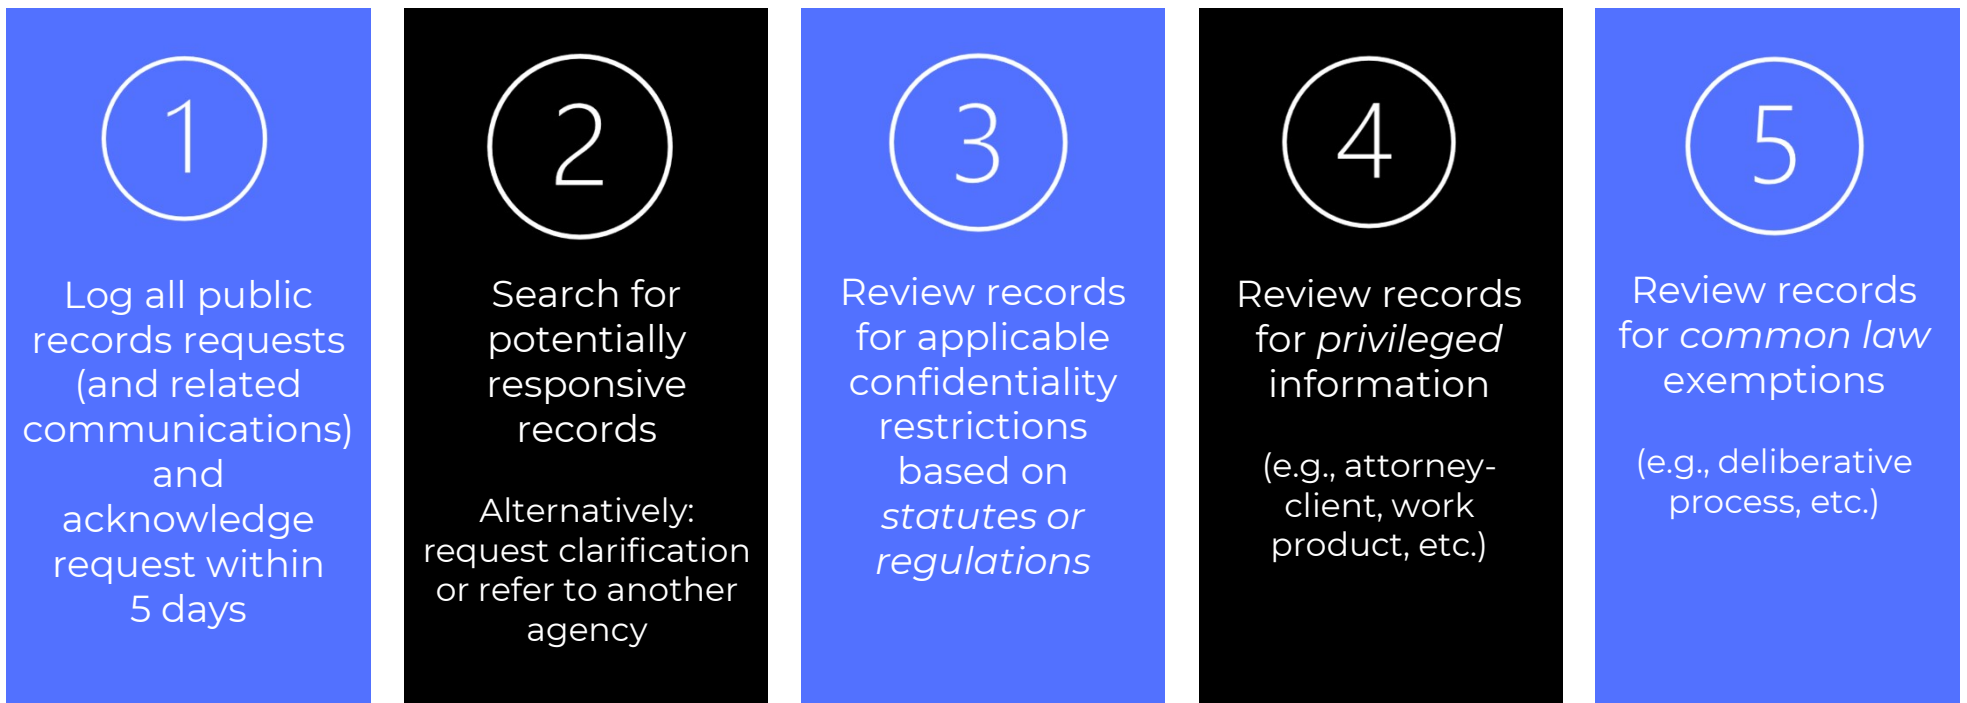 1
Log all public
records requests
(and related
communications)
and
acknowledge
request within
5 days
2
Search for
potentially
responsive
records
Alternatively:
request clarification
or refer to another
agency
3
Review records
for applicable
confidentiality
restrictions
based on
statutes or
regulations
4
Review records
for privileged
information
(e.g., attorney-
client, work
product, etc.)
5
Review records
for common law
exemptions
(e.g., deliberative
process, etc.)